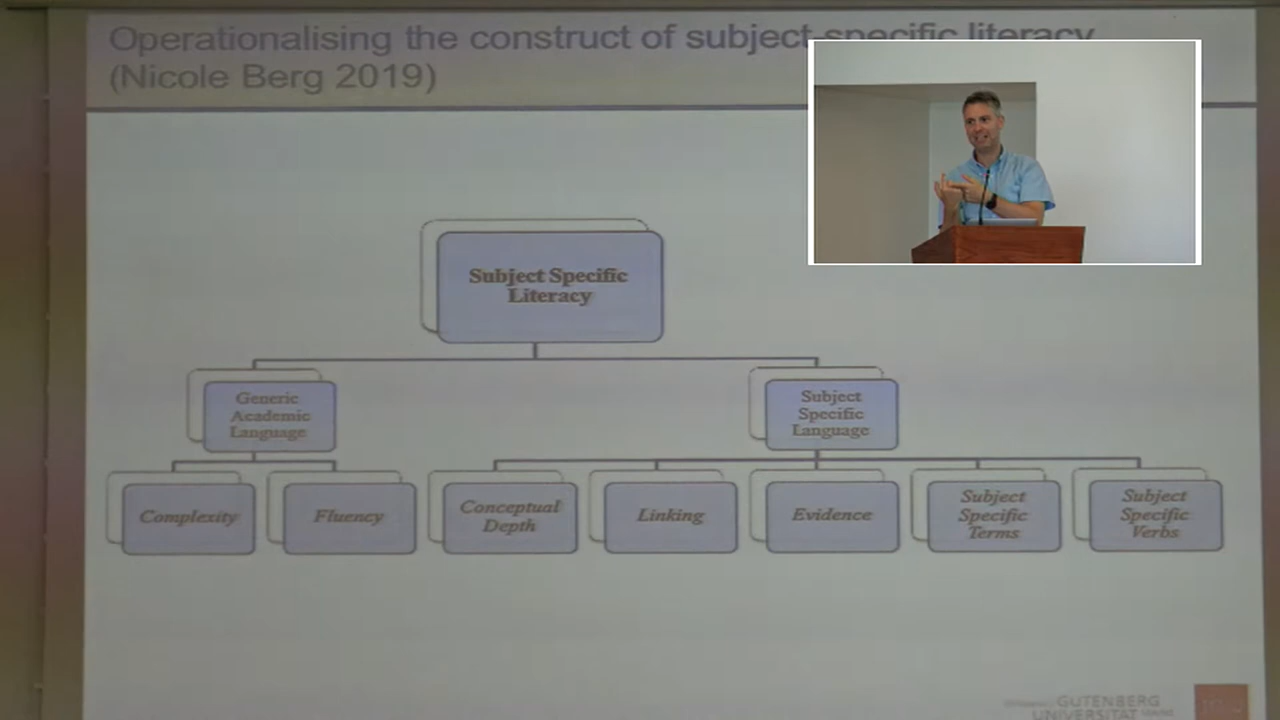 Operationalising the construct of subject-specific literacy
(Nicole Berg 2019)
Subject Specific
Literacy
Generic
Academic
Language
Subject
Specific
Language
Complexity
Fluency
Conceptual
Depth
Linking
Evidence
Subject
Specific
Terms
Subject
Specific
Verbs
GUTENBERG
UNIVERSITÄT